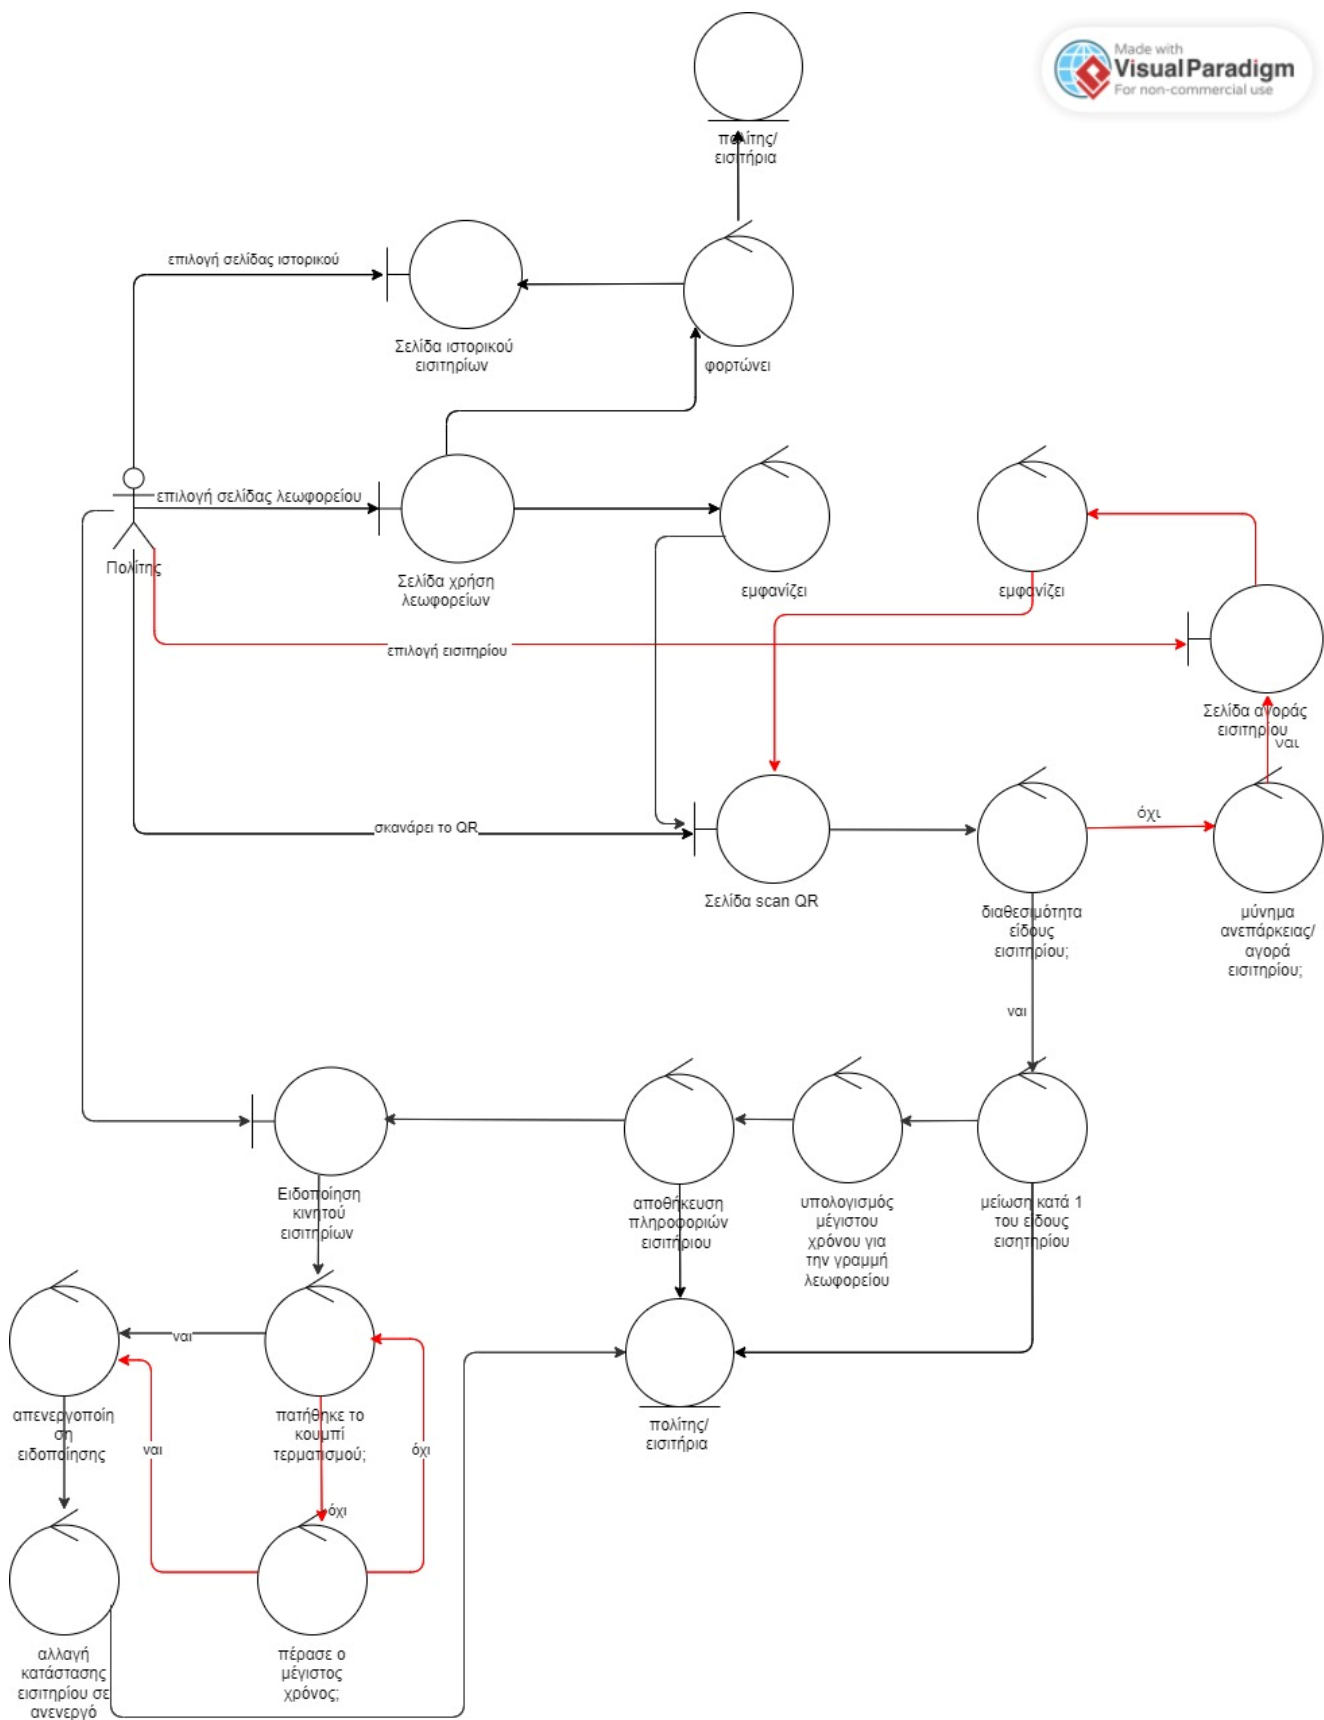 Made with
Visual Paradigm
For non-commercial use
πολίτης/
εισιτήρια
επιλογή σελίδας ιστορικού
Σελίδα ιστορικού
εισιτηρίων
φορτώνει
επιλογή σελίδας λεωφορείου
Πολίτης
Σελίδα χρήση
λεωφορείων
εμφανίζει
εμφανίζει
επιλογή εισιτηρίου
Σελίδα αγοράς
εισιτηρίου
ναι
σκανάρει το QR
όχι
Σελίδα scan QR
διαθεσιμότητα
είδους
εισιτηρίου;
μύνημα
ανεπάρκειας/
αγορά
εισιτηρίου;
ναι
Ειδοποίηση
κινητού
εισιτηρίων
αποθήκευση
πληροφοριών
εισιτήριου
υπολογισμός
μέγιστου
χρόνου για
την γραμμή
λεωφορείου
μείωση κατά 1
του είδους
εισητηρίου
ναι
απενεργοποίη
ση
ειδοποίησης
πατήθηκε το
κουμπί
τερματισμού;
πολίτης/
εισιτήρια
ναι
όχι
όχι
αλλαγή
κατάστασης
εισιτηρίου σε
ανενεργό
πέρασε ο
μέγιστος
χρόνος;